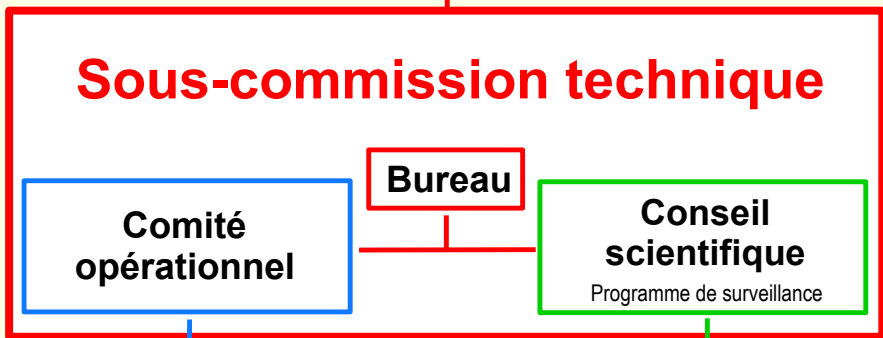 Sous-commission technique
Bureau
Comité
opérationnel
Conseil
scientifique
Programme de surveillance